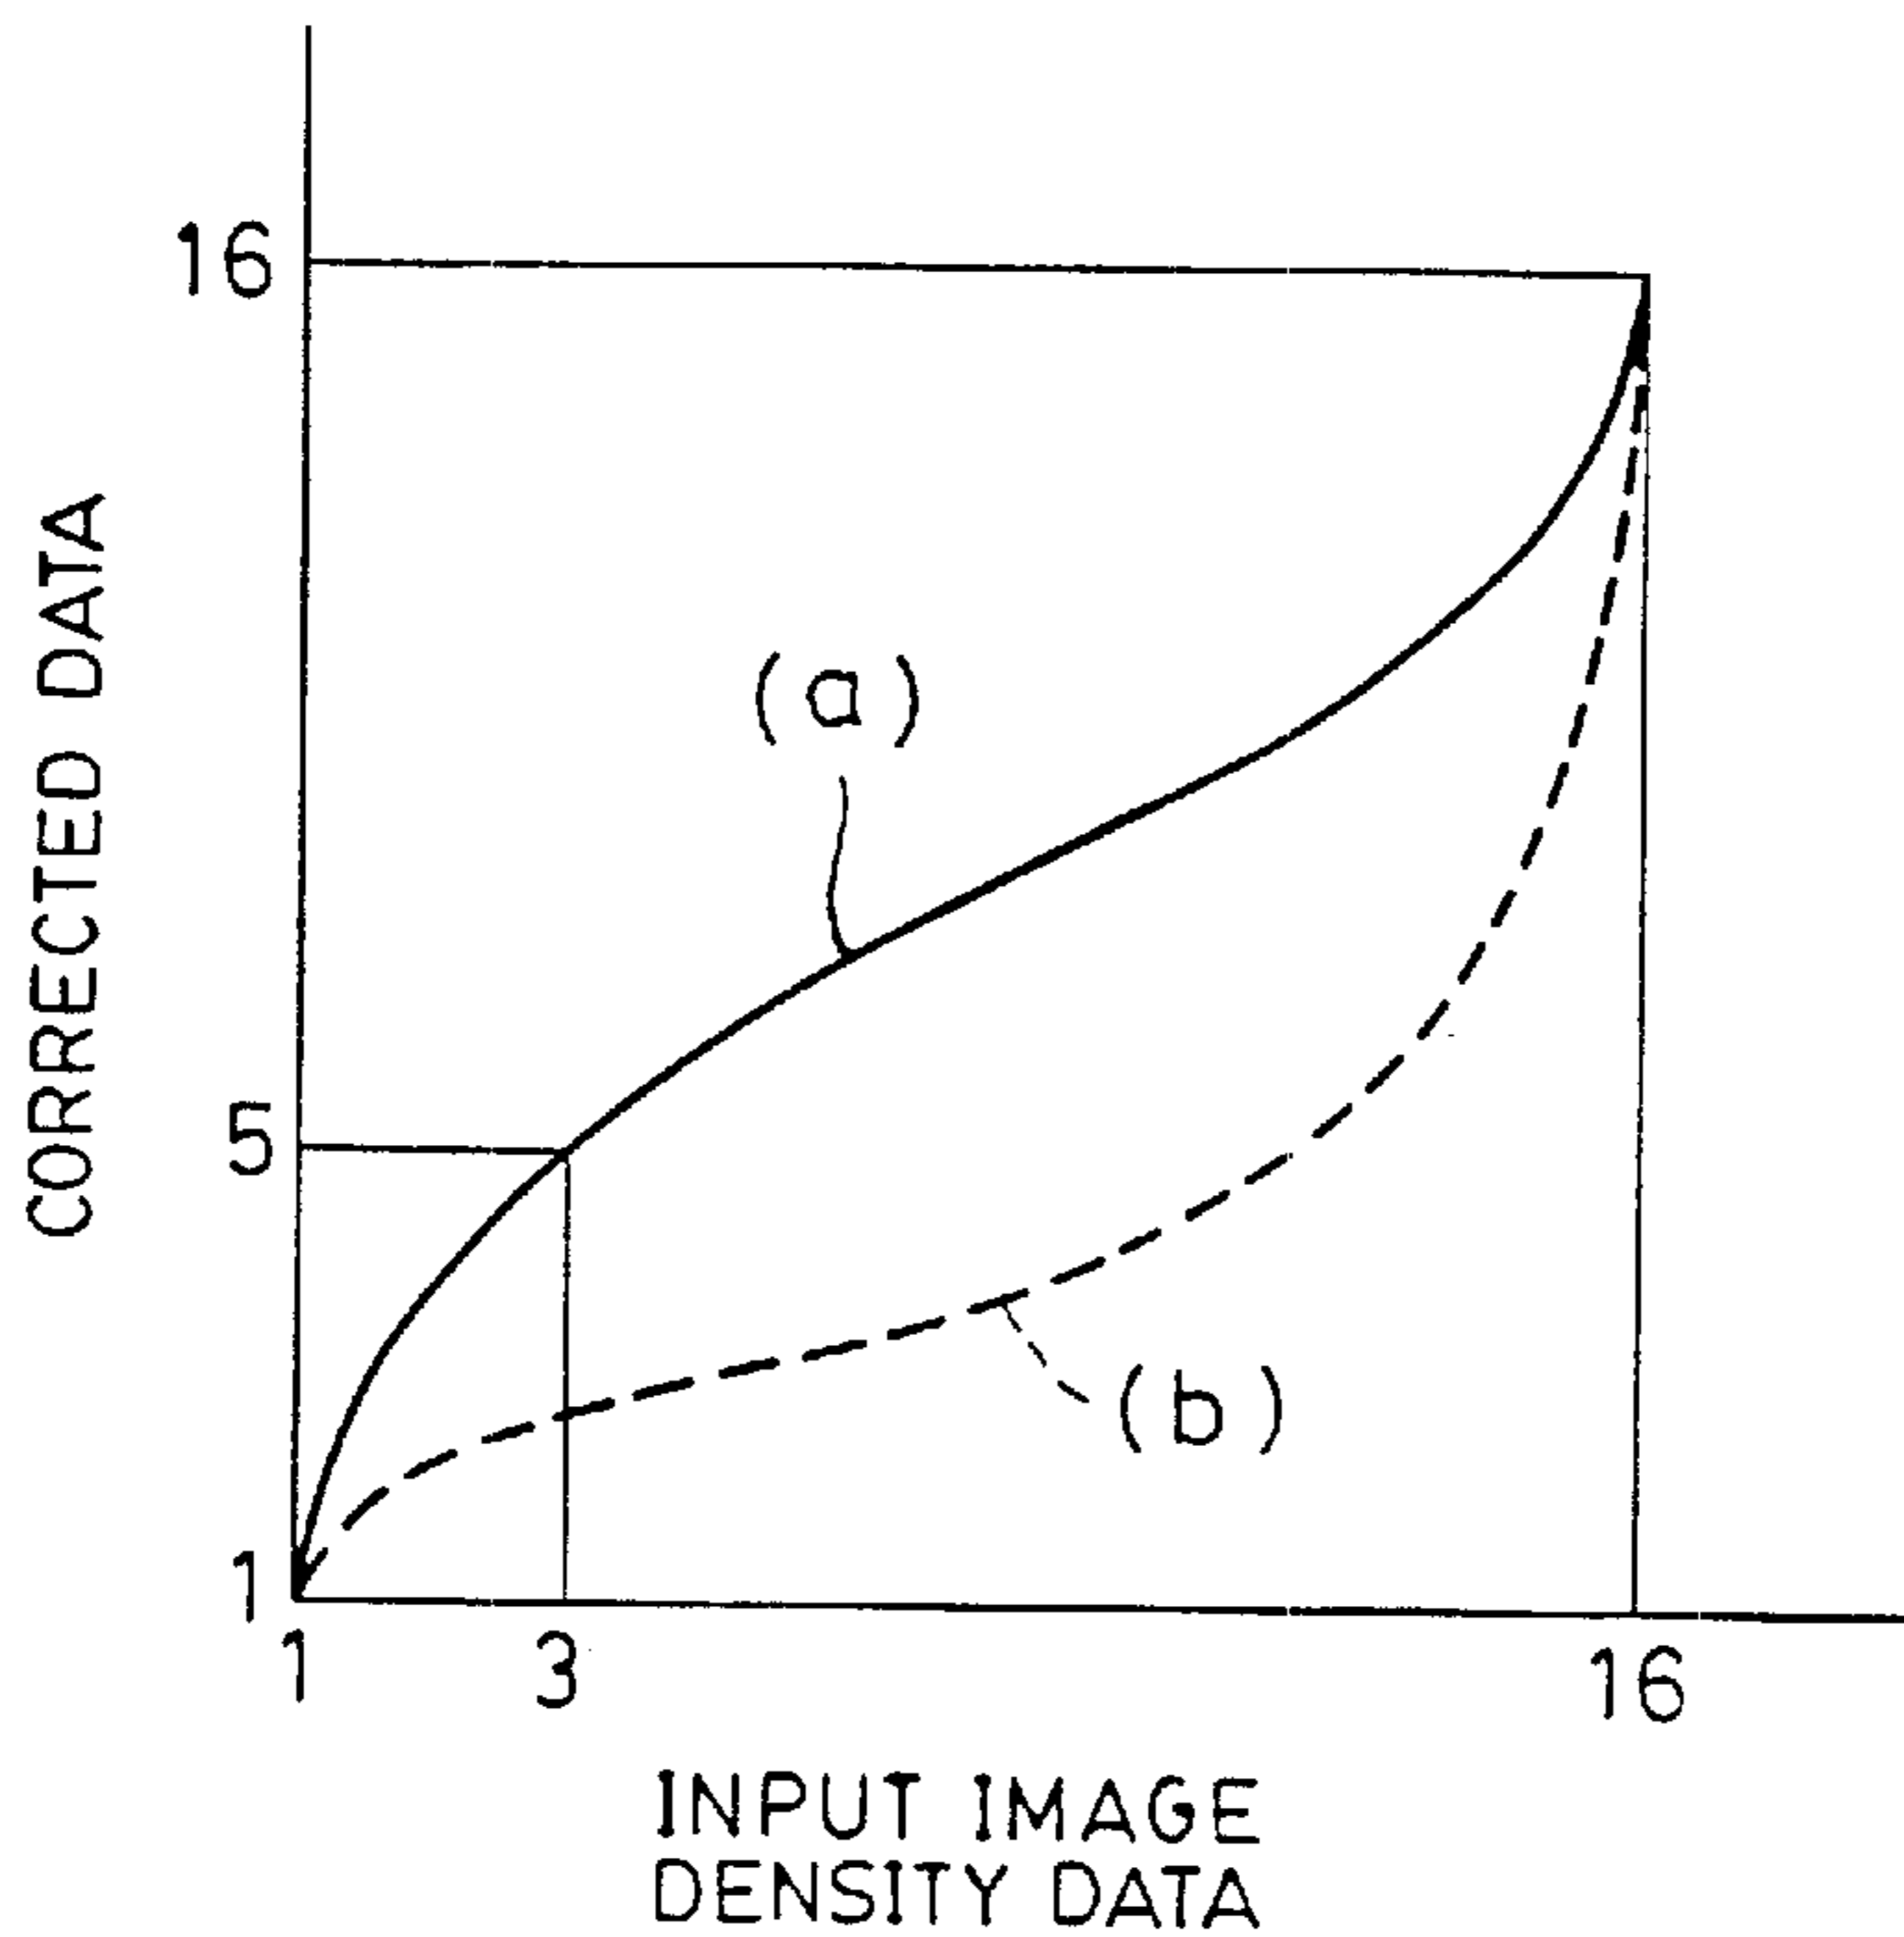 16
CORRECTED DATA
(a)
5
(b)
1
1
3
16
INPUT IMAGE
DENSITY DATA